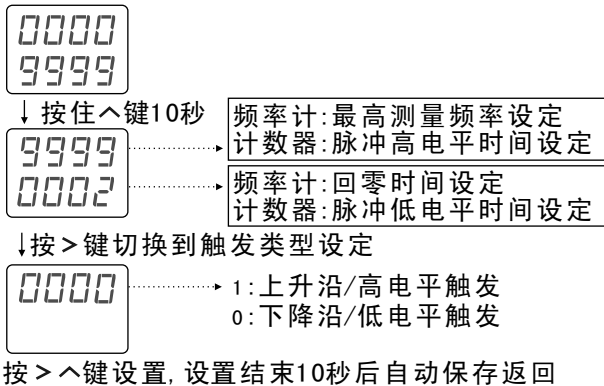 0000
9999
↓按住∧键10秒
9999
0002
频率计:最高测量频率设定
计数器:脉冲高电平时间设定
频率计:回零时间设定
计数器:脉冲低电平时间设定
↓按>键切换到触发类型设定
0000
1:上升沿/高电平触发
0:下降沿/低电平触发
按>∧键设置,设置结束10秒后自动保存返回